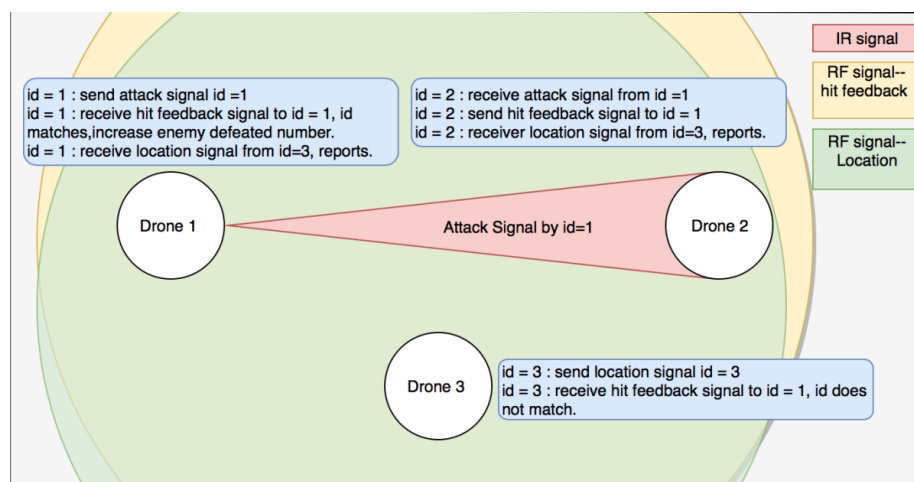 IR signal
RF signal--
hit feedback
RF signal--
Location
id = 1 : send attack signal id =1
id = 1 : receive hit feedback signal to id = 1, id
matches,increase enemy defeated number.
id = 1 : receive location signal from id=3, reports.
id = 2 : receive attack signal from id =1
id = 2 : send hit feedback signal to id = 1
id = 2 : receiver location signal from id=3, reports.
Drone 1
Attack Signal by id=1
Drone 2
Drone 3
id = 3 : send location signal id = 3
id = 3 : receive hit feedback signal to id = 1, id does
not match.